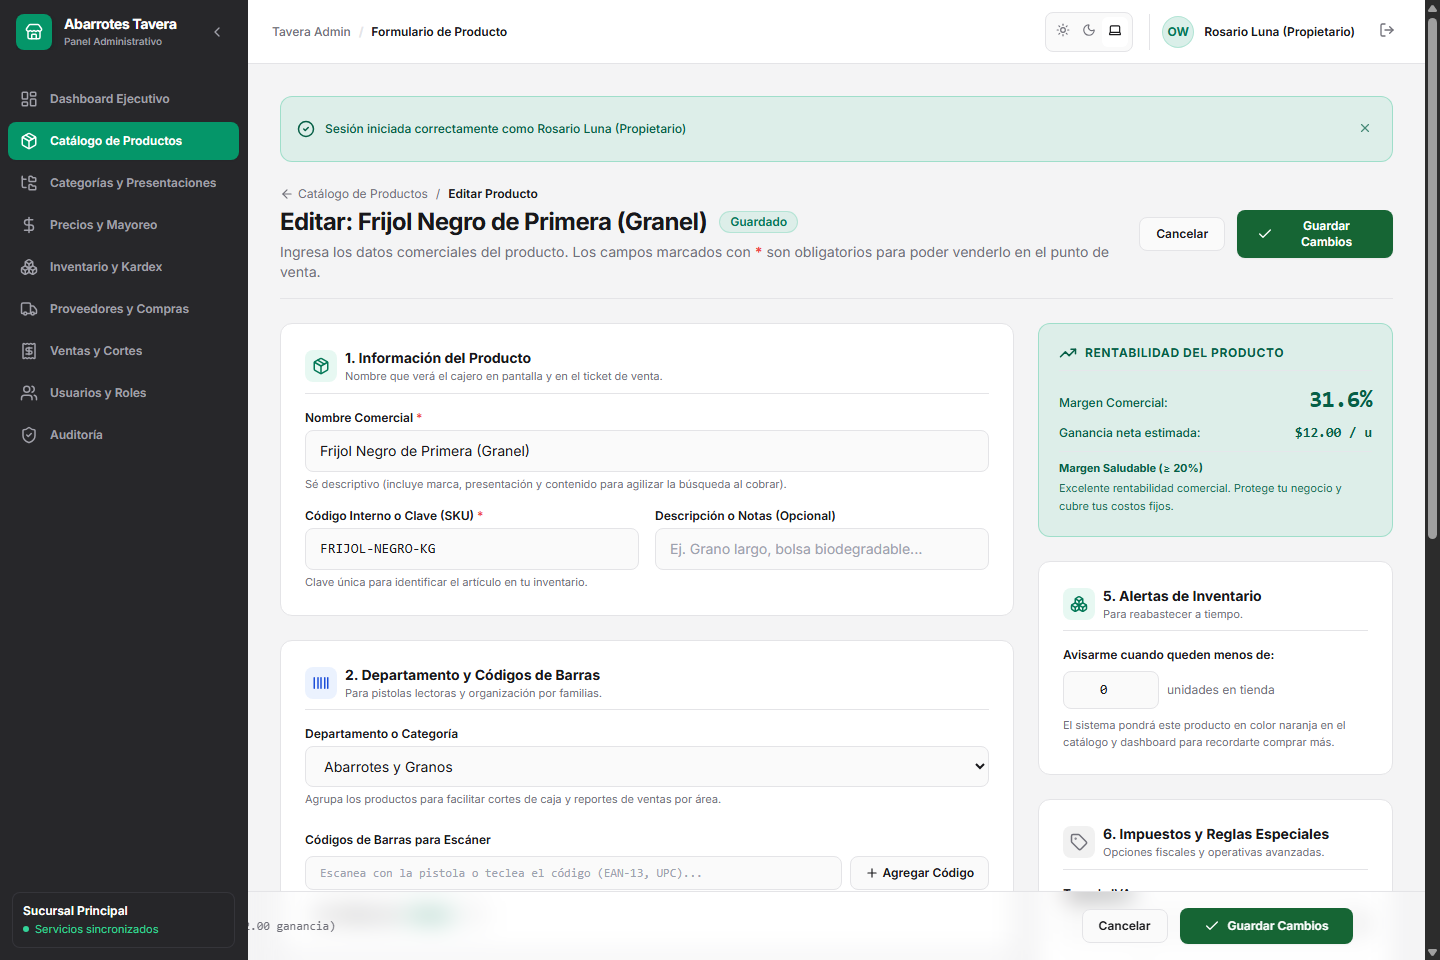 Abarrotes Tavera
Panel Administrativo
Dashboard Ejecutivo
Catálogo de Productos
Categorías y Presentaciones
Precios y Mayoreo
Inventario y Kardex
Proveedores y Compras
Ventas y Cortes
Usuarios y Roles
Auditoría
Sucursal Principal
Servicios sincronizados
Tavera Admin / Formulario de Producto
OW Rosario Luna (Propietario)
Sesión iniciada correctamente como Rosario Luna (Propietario)
Catálogo de Productos / Editar Producto
Editar: Frijol Negro de Primera (Granel) Guardado
Ingresa los datos comerciales del producto. Los campos marcados con * son obligatorios para poder venderlo en el punto de
venta.
Cancelar
Guardar
Cambios
1. Información del Producto
Nombre que verá el cajero en pantalla y en el ticket de venta.
Nombre Comercial *
Frijol Negro de Primera (Granel)
Sé descriptivo (incluye marca, presentación y contenido para agilizar la búsqueda al cobrar).
Código Interno o Clave (SKU) *
FRIJOL-NEGRO-KG
Clave única para identificar el artículo en tu inventario.
Descripción o Notas (Opcional)
Ej. Grano largo, bolsa biodegradable...
2. Departamento y Códigos de Barras
Para pistolas lectoras y organización por familias.
Departamento o Categoría
Abarrotes y Granos
Agrupa los productos para facilitar cortes de caja y reportes de ventas por área.
Códigos de Barras para Escáner
Escanea con la pistola o teclea el código (EAN-13, UPC)...
Agregar Código
RENTABILIDAD DEL PRODUCTO
Margen Comercial: 31.6%
Ganancia neta estimada: $12.00 / u
Margen Saludable (≥ 20%)
Excelente rentabilidad comercial. Protege tu negocio y
cubre tus costos fijos.
5. Alertas de Inventario
Para reabastecer a tiempo.
Avisarme cuando queden menos de:
0 unidades en tienda
El sistema pondrá este producto en color naranja en el
catálogo y dashboard para recordarte comprar más.
6. Impuestos y Reglas Especiales
Opciones fiscales y operativas avanzadas.
.00 ganancia)
Cancelar
Guardar Cambios